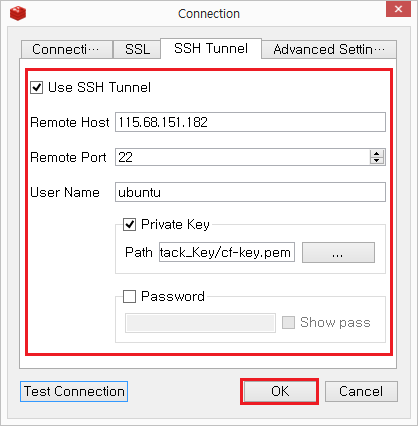 Connection
Connecti··· SSL SSH Tunnel Advanced Settin···
Use SSH Tunnel
Remote Host 115.68.151.182
Remote Port 22
User Name ubuntu
Private Key
Path tack_Key/cf-key.pem ...
Password
Show pass
Test Connection OK Cancel